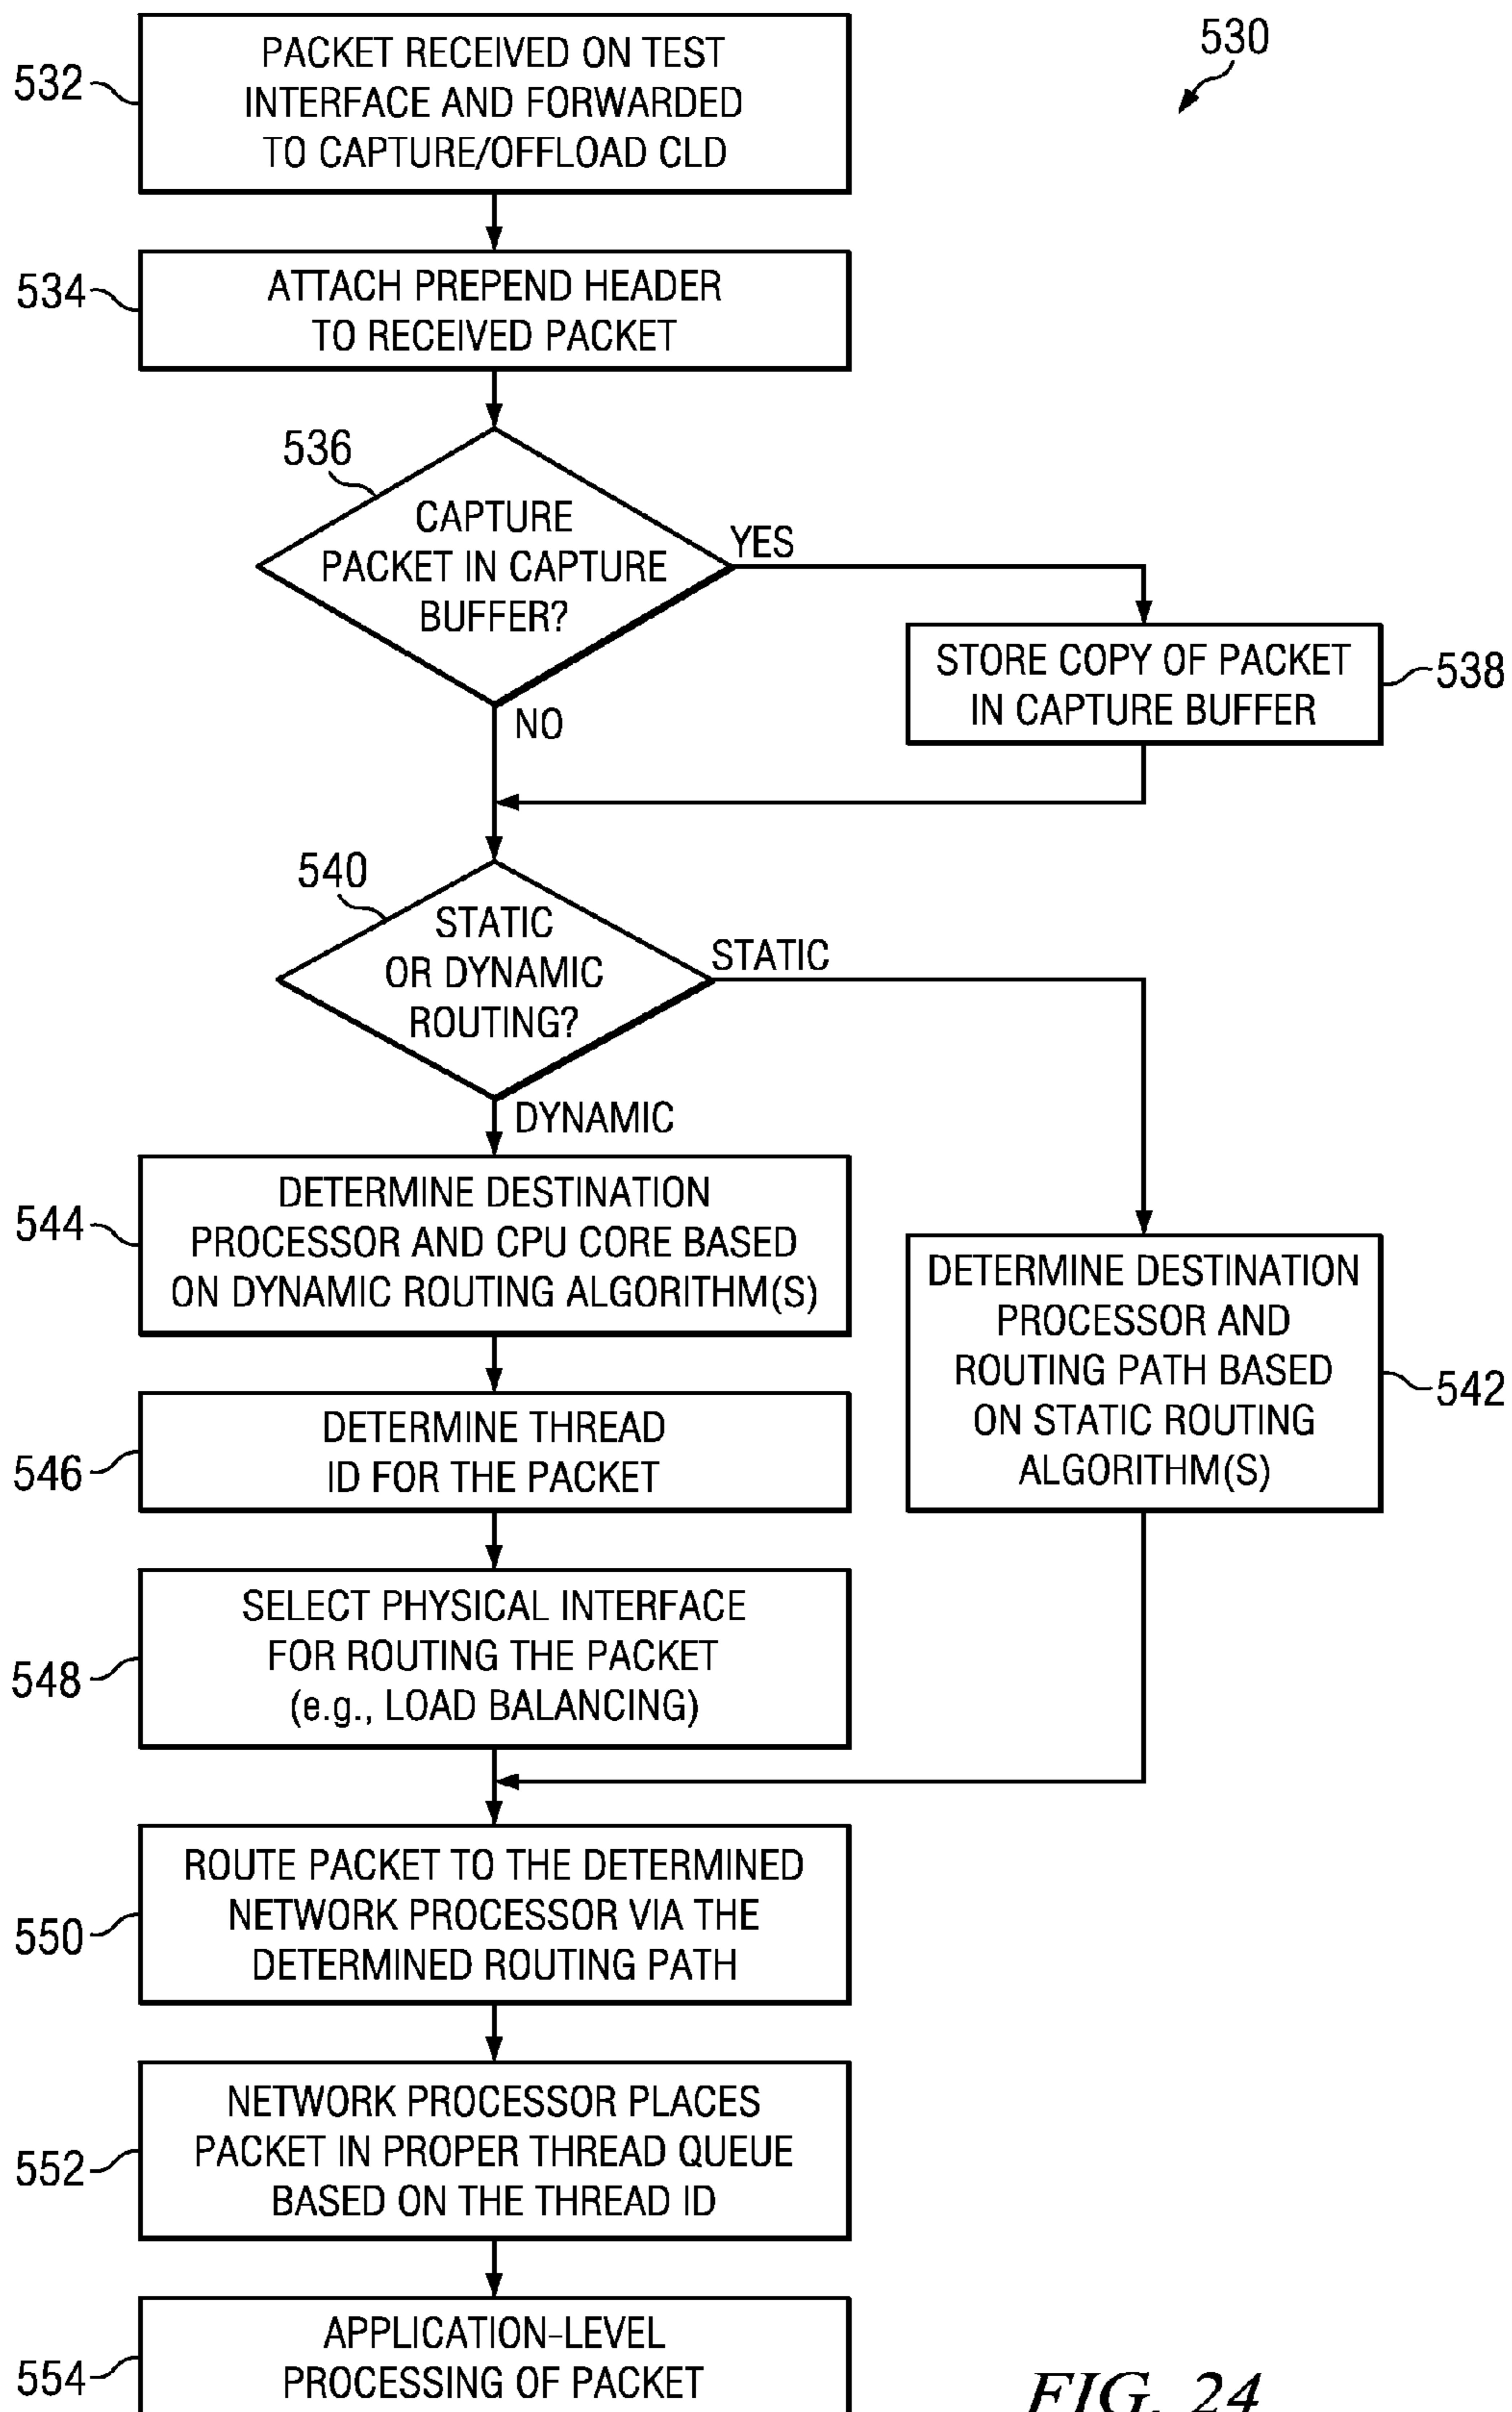 530
532
PACKET RECEIVED ON TEST
INTERFACE AND FORWARDED
TO CAPTURE/OFFLOAD CLD
534
ATTACH PREPEND HEADER
TO RECEIVED PACKET
536
CAPTURE
PACKET IN CAPTURE
BUFFER?
YES
NO
STORE COPY OF PACKET
IN CAPTURE BUFFER
538
540
STATIC
OR DYNAMIC
ROUTING?
STATIC
DYNAMIC
544
DETERMINE DESTINATION
PROCESSOR AND CPU CORE BASED
ON DYNAMIC ROUTING ALGORITHM(S)
DETERMINE DESTINATION
PROCESSOR AND
ROUTING PATH BASED
ON STATIC ROUTING
ALGORITHM(S)
542
546
DETERMINE THREAD
ID FOR THE PACKET
548
SELECT PHYSICAL INTERFACE
FOR ROUTING THE PACKET
(e.g., LOAD BALANCING)
550
ROUTE PACKET TO THE DETERMINED
NETWORK PROCESSOR VIA THE
DETERMINED ROUTING PATH
552
NETWORK PROCESSOR PLACES
PACKET IN PROPER THREAD QUEUE
BASED ON THE THREAD ID
554
APPLICATION-LEVEL
PROCESSING OF PACKET
FIG. 24